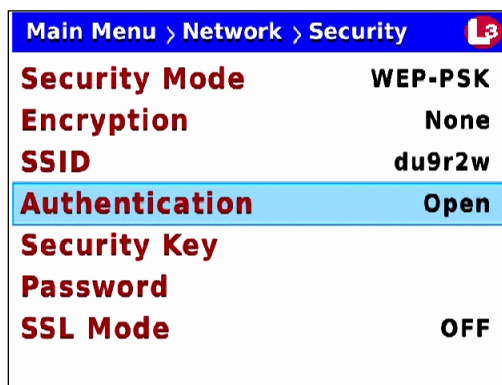 Main Menu > Network > Security L3
Security Mode WEP-PSK
Encryption None
SSID du9r2w
Authentication Open
Security Key
Password
SSL Mode OFF